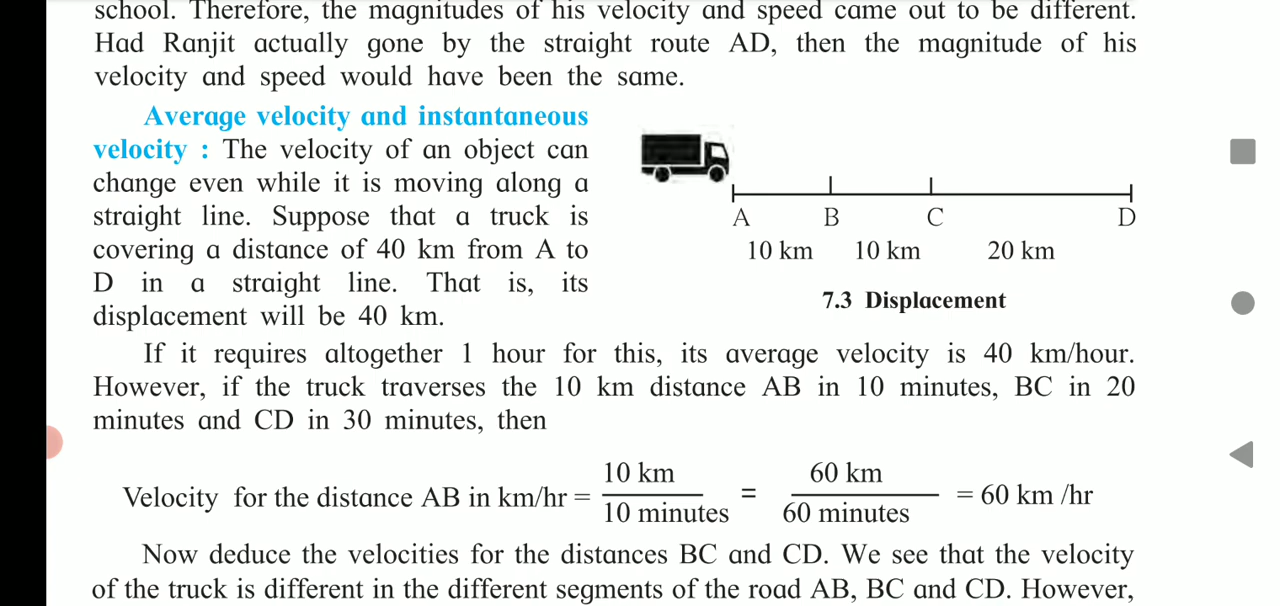 school. Therefore, the magnitudes of his velocity and speed came out to be different.
Had Ranjit actually gone by the straight route AD, then the magnitude of his
velocity and speed would have been the same.
Average velocity and instantaneous
velocity : The velocity of an object can
change even while it is moving along a
straight line. Suppose that a truck is
covering a distance of 40 km from A to
D in a straight line. That is, its
displacement will be 40 km.
A B C D
10 km 10 km 20 km
7.3 Displacement
If it requires altogether 1 hour for this, its average velocity is 40 km/hour.
However, if the truck traverses the 10 km distance AB in 10 minutes, BC in 20
minutes and CD in 30 minutes, then
10 km 60 km
Velocity for the distance AB in km/hr = = = 60 km /hr
10 minutes 60 minutes
Now deduce the velocities for the distances BC and CD. We see that the velocity
of the truck is different in the different segments of the road AB, BC and CD. However,